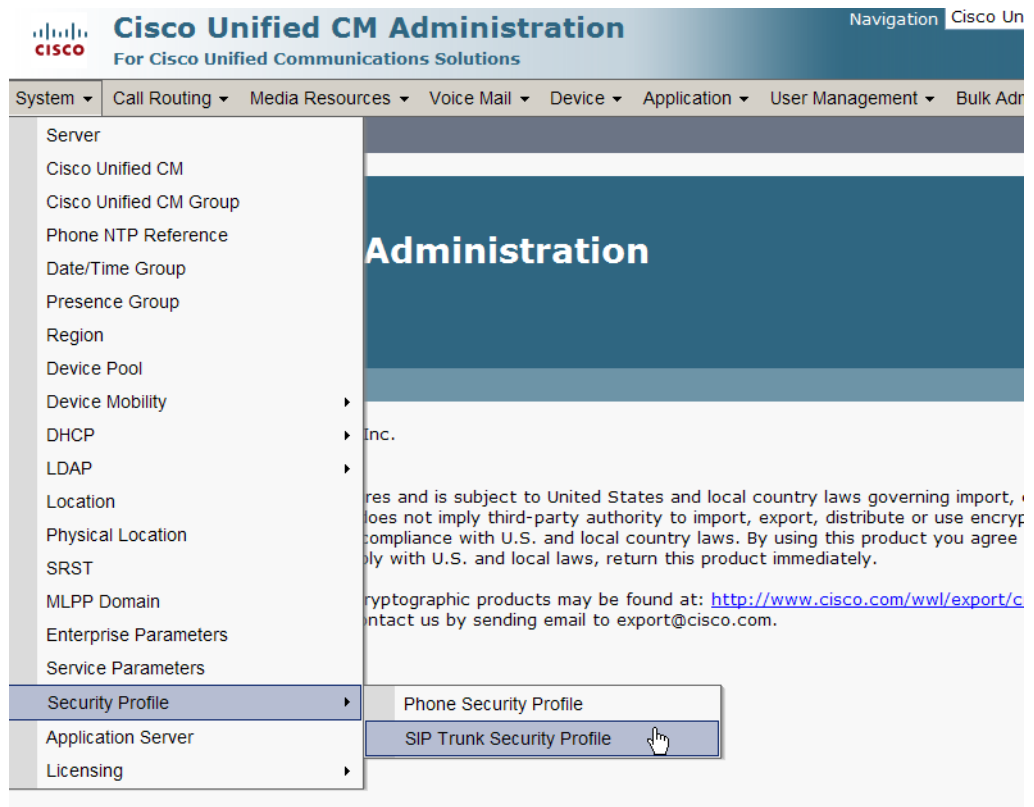 CISCO
Cisco Unified CM Administration
For Cisco Unified Communications Solutions
Navigation Cisco Un
System Call Routing Media Resources Voice Mail Device Application User Management Bulk Adm
Server
Cisco Unified CM
Cisco Unified CM Group
Phone NTP Reference
Date/Time Group
Presence Group
Region
Device Pool
Device Mobility
DHCP
LDAP
Location
Physical Location
SRST
MLPP Domain
Enterprise Parameters
Service Parameters
Security Profile
Application Server
Licensing
Phone Security Profile
SIP Trunk Security Profile
Administration
Inc.
res and is subject to United States and local country laws governing import,
does not imply third-party authority to import, export, distribute or use encryp
compliance with U.S. and local country laws. By using this product you agree
ply with U.S. and local laws, return this product immediately.
ryptographic products may be found at: http://www.cisco.com/wwl/export/c
ontact us by sending email to export@cisco.com.